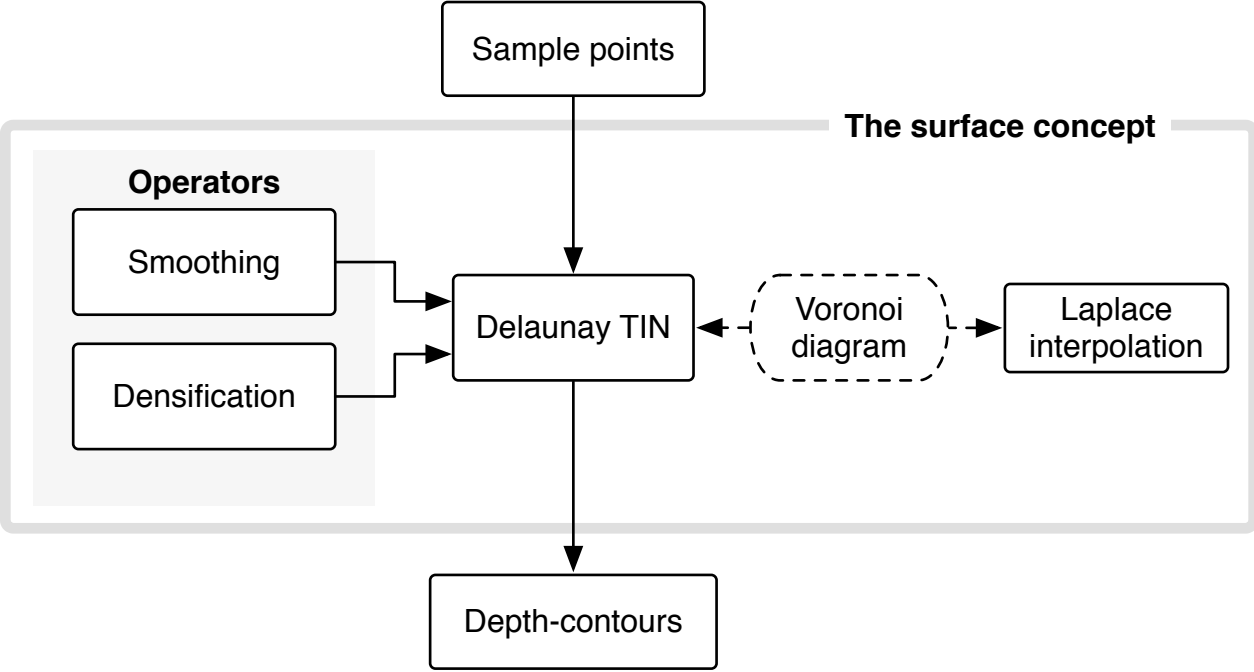 Sample points
The surface concept
Operators
Smoothing
Delaunay TIN
Voronoi
diagram
Laplace
interpolation
Densification
Depth-contours